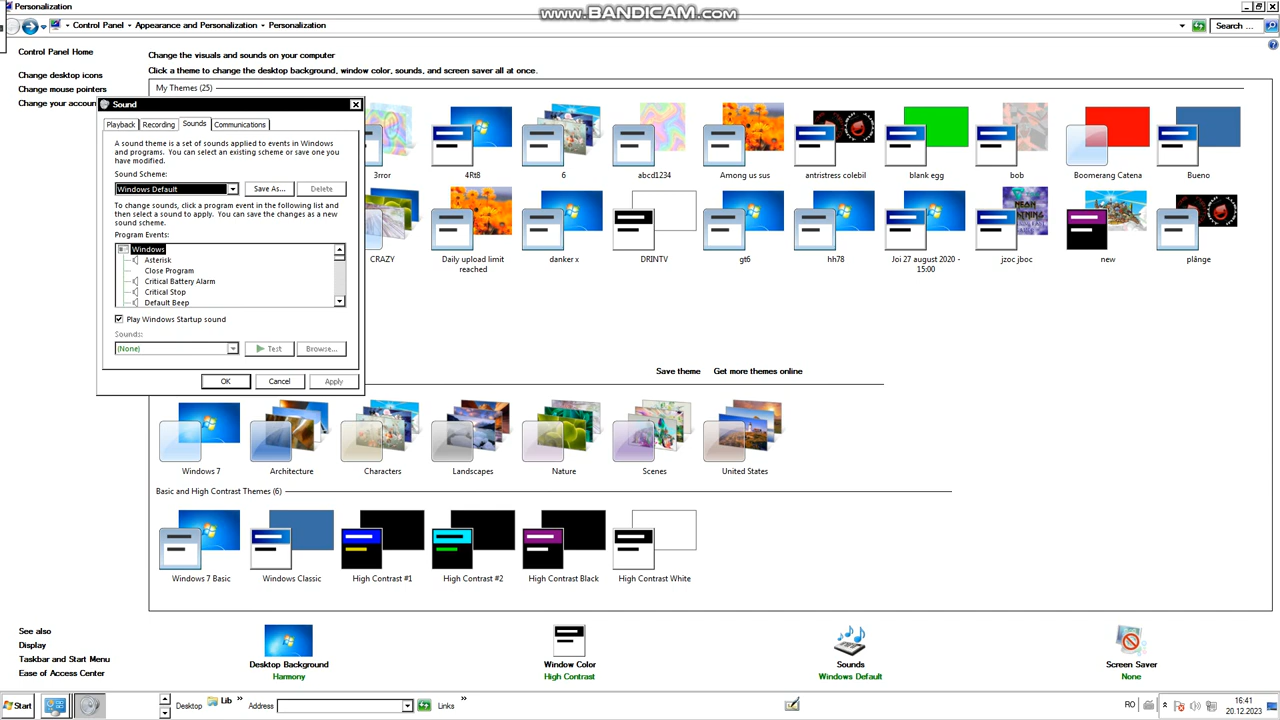 Personalization
www.BANDICAM.com
Control Panel
Appearance and Personalization
Personalization
Search ...
Control Panel Home
Change desktop icons
Change mouse pointers
Change your accoun
Change the visuals and sounds on your computer
Click a theme to change the desktop background, window color, sounds, and screen saver all at once.
My Themes (25)
Sound
Playback
Recording
Sounds
Communications
A sound theme is a set of sounds applied to events in Windows
and programs. You can select an existing scheme or save one you
have modified.
Sound Scheme:
Windows Default
Save As...
Delete
To change sounds, click a program event in the following list and
then select a sound to apply. You can save the changes as a new
sound scheme.
Program Events:
Windows
Asterisk
Close Program
Critical Battery Alarm
Critical Stop
Default Beep
Play Windows Startup sound
Sounds:
(None)
Test
Browse...
OK
Cancel
Apply
3rror
4Rt8
6
abcd1234
Among us sus
antristress colebil
blank egg
bob
Boomerang Catena
Bueno
CRAZY
Daily upload limit
reached
danker x
DRINTV
gt6
hh78
Joi 27 august 2020 -
15:00
jzoc jboc
new
plânge
Save theme
Get more themes online
Windows 7
Architecture
Characters
Landscapes
Nature
Scenes
United States
Basic and High Contrast Themes (6)
Windows 7 Basic
Windows Classic
High Contrast #1
High Contrast #2
High Contrast Black
High Contrast White
See also
Display
Taskbar and Start Menu
Ease of Access Center
Desktop Background
Harmony
Window Color
High Contrast
Sounds
Windows Default
Screen Saver
None
Start
Desktop
Lib
»
Address
Links
»
RO
16:41
20.12.2023